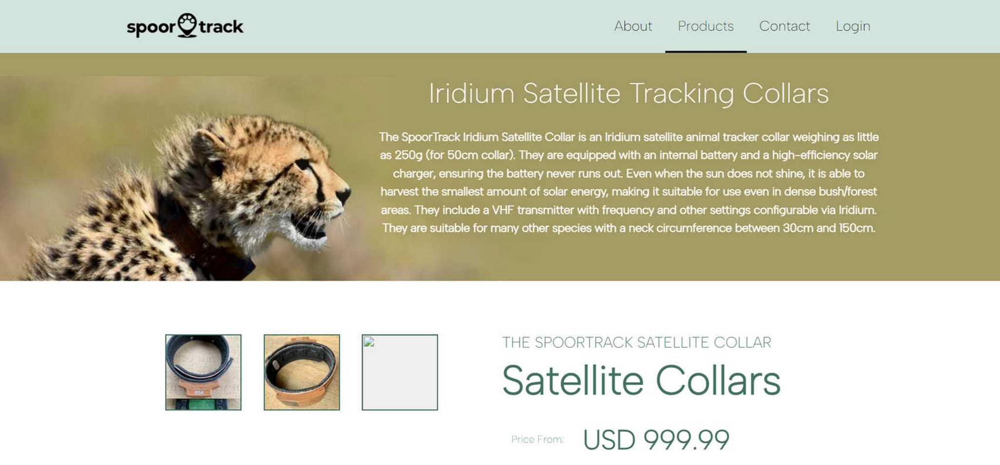 spoor track
About
Products
Contact
Login
Iridium Satellite Tracking Collars
The SpoorTrack Iridium Satellite Collar is an Iridium satellite animal tracker collar weighing as little
as 250g (for 50cm collar). They are equipped with an internal battery and a high-efficiency solar
charger, ensuring the battery never runs out. Even when the sun does not shine, it is able to
harvest the smallest amount of solar energy, making it suitable for use even in dense bush/forest
areas. They include a VHF transmitter with frequency and other settings configurable via Iridium.
They are suitable for many other species with a neck circumference between 30cm and 150cm.
THE SPOORTRACK SATELLITE COLLAR
Satellite Collars
Price From:
USD 999.99